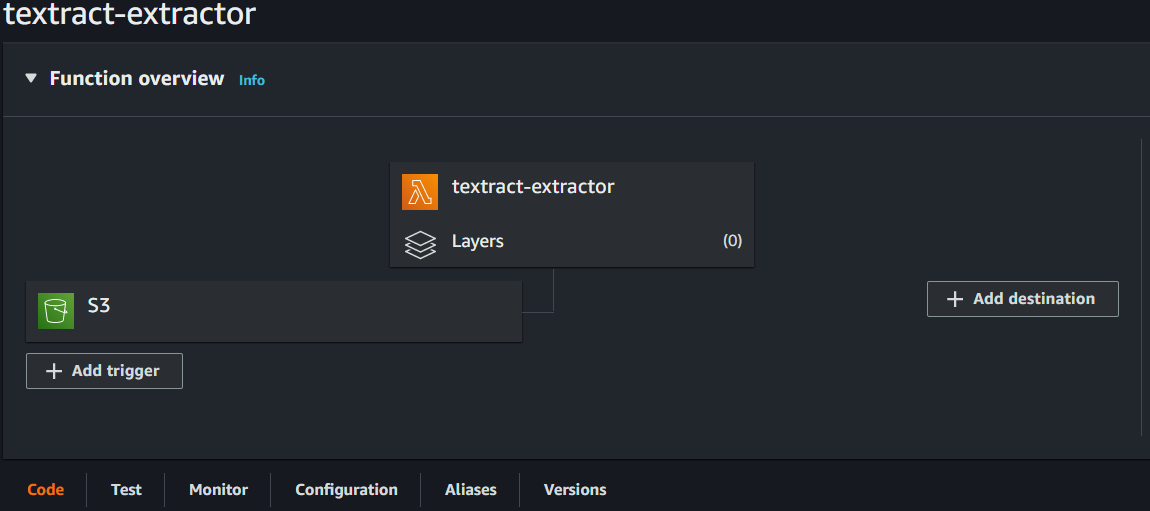 textract-extractor
Function overview Info
textract-extractor
Layers (0)
S3
Add destination
Add trigger
Code Test Monitor Configuration Aliases Versions